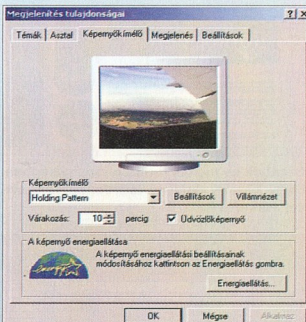 Megjelenítés tulajdonságai
Témák Asztal Képernyőkímélő Megjelenés Beállítások
Képernyőkímélő
Holding Pattern Beállítások Villámnézet
Várakozás: 10 percig Üdvözlőképernyő
A képernyő energiaellátása
A képernyő energiaellátási beállításainak
módosításához kattintson az Energiaellátás gombra.
Energiaellátás...
OK Mégse Alkalmaz